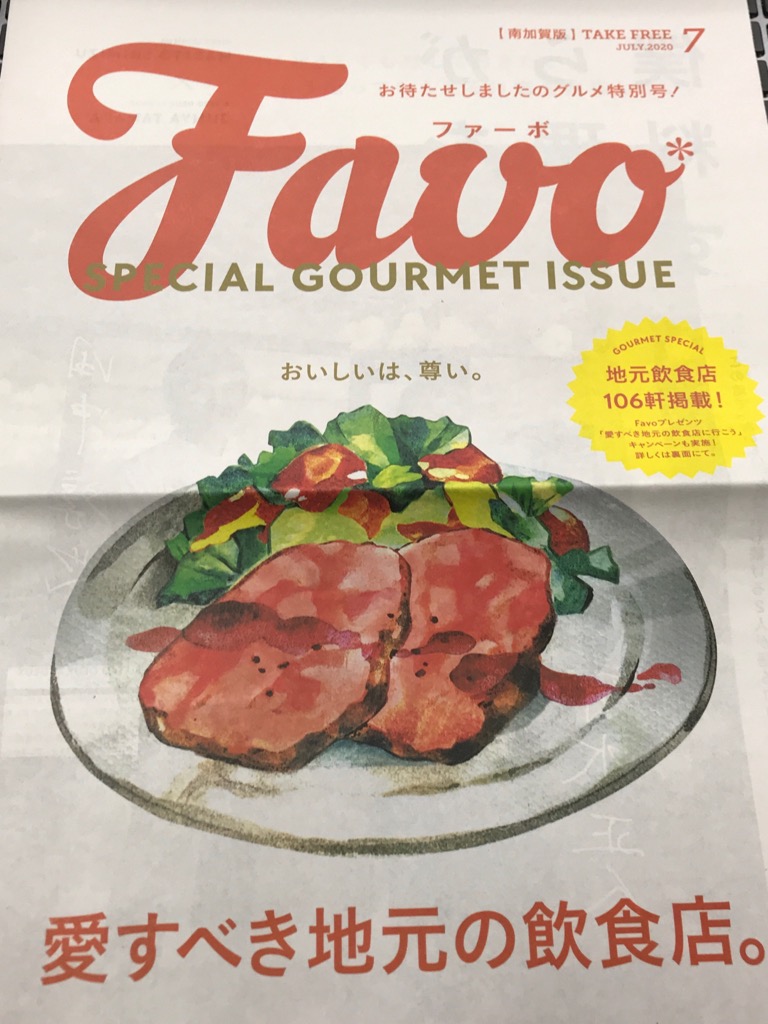 【南加賀版】TAKE FREE 7
JULY.2020
お待たせしましたのグルメ特別号!
ファーボ
Favo*
SPECIAL GOURMET ISSUE
おいしいは、尊い。
GOURMET SPECIAL
地元飲食店
106軒掲載!
Favoプレゼンツ
「愛すべき地元の飲食店に行こう」
キャンペーンも実施!
詳しくは裏面にて。
愛すべき地元の飲食店。